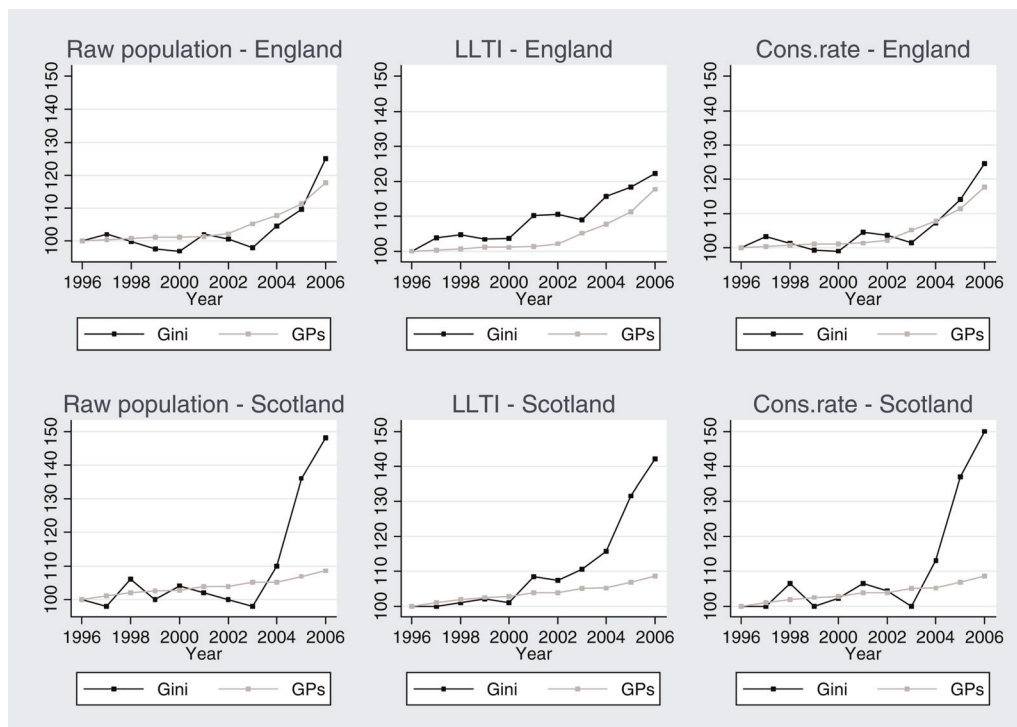 Raw population - England
150
140
130
120
110
100
1996 1998 2000 2002 2004 2006
Year
Gini GPs
LLTI - England
150
140
130
120
110
100
1996 1998 2000 2002 2004 2006
Year
Gini GPs
Cons.rate - England
150
140
130
120
110
100
1996 1998 2000 2002 2004 2006
Year
Gini GPs
Raw population - Scotland
150
140
130
120
110
100
1996 1998 2000 2002 2004 2006
Year
Gini GPs
LLTI - Scotland
150
140
130
120
110
100
1996 1998 2000 2002 2004 2006
Year
Gini GPs
Cons.rate - Scotland
150
140
130
120
110
100
1996 1998 2000 2002 2004 2006
Year
Gini GPs